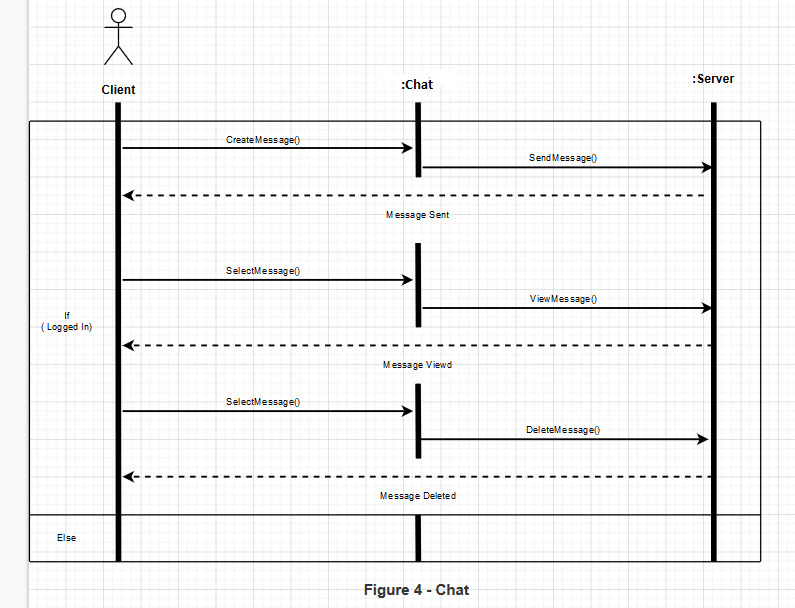 Client
:Chat
:Server
CreateMessage()
SendMessage()
Message Sent
SelectMessage()
ViewMessage()
If
( Logged In)
Message Viewd
SelectMessage()
DeleteMessage()
Message Deleted
Else
Figure 4 - Chat